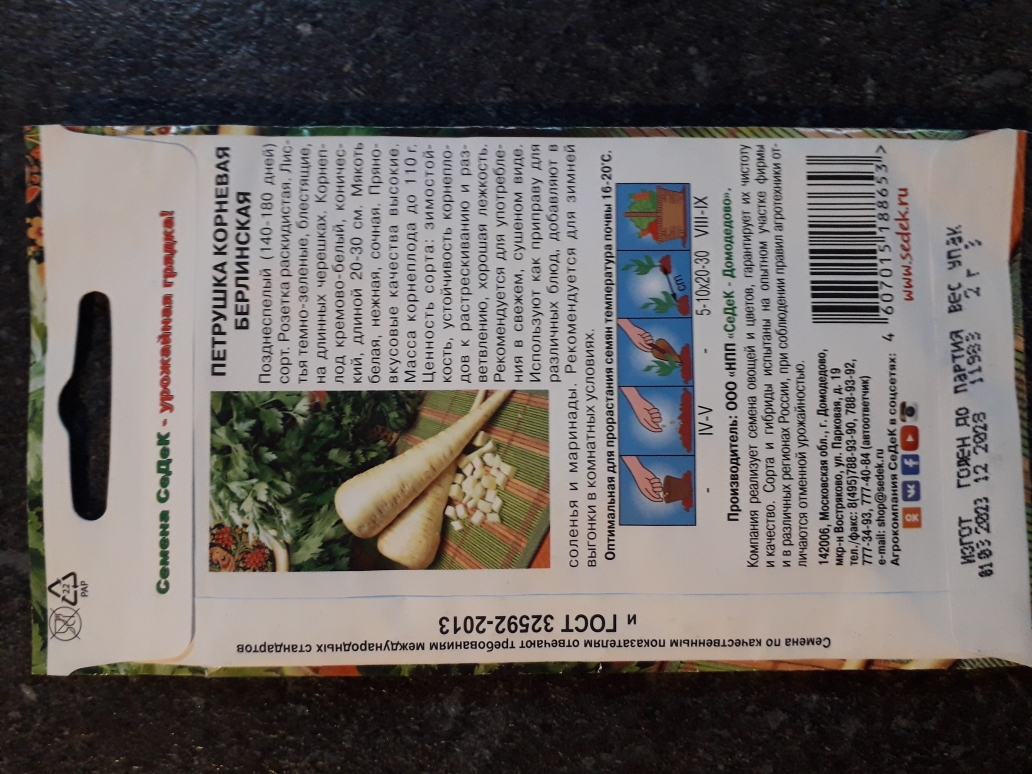 22
PAP
Семена СеДеК - урожайная грядка!
ПЕТРУШКА КОРНЕВАЯ
БЕРЛИНСКАЯ
Позднеспелый (140-180 дней)
сорт. Розетка раскидистая. Лис-
тья темно-зеленые, блестящие,
на длинных черешках. Корнеп-
лод кремово-белый, коничес-
кий, длиной 20-30 см. Мякоть
белая, нежная, сочная. Пряно-
вкусовые качества высокие.
Масса корнеплода до 110 г.
Ценность сорта: зимостой-
кость, устойчивость корнепло-
дов к растрескиванию и раз-
ветвлению, хорошая лежкость.
Рекомендуется для употребле-
ния в свежем, сушеном виде.
Используют как приправу для
различных блюд, добавляют в
соленья и маринады. Рекомендуется для зимней
выгонки в комнатных условиях.
Оптимальная для прорастания семян температура почвы 16-20°С.
см
- IV-V - 5-10x20-30 VIII-IX
Производитель: ООО «НПП «СеДеК - Домодедово».
Компания реализует семена овощей и цветов, гарантирует их чистоту
и качество. Сорта и гибриды испытаны на опытном участке фирмы
и в различных регионах России, при соблюдении правил агротехники от-
личаются отменной урожайностью.
142006, Московская обл., г. Домодедово,
мкр-н Востряково, ул. Парковая, д. 19
тел./факс: 8(495)788-93-90, 788-93-92,
777-34-93, 777-40-84 (автоответчик)
e-mail: shop@sedek.ru
Агрокомпания СеДеК в соцсетях:
4 607015 188653 >
www.sedek.ru
ИЗГОТ ГОДЕН ДО ПАРТИЯ ВЕС УПАК
01 03 2023 12 2028 11983 2 Г 3
Семена по качественным показателям отвечают требованиям международных стандартов
и ГОСТ 32592-2013